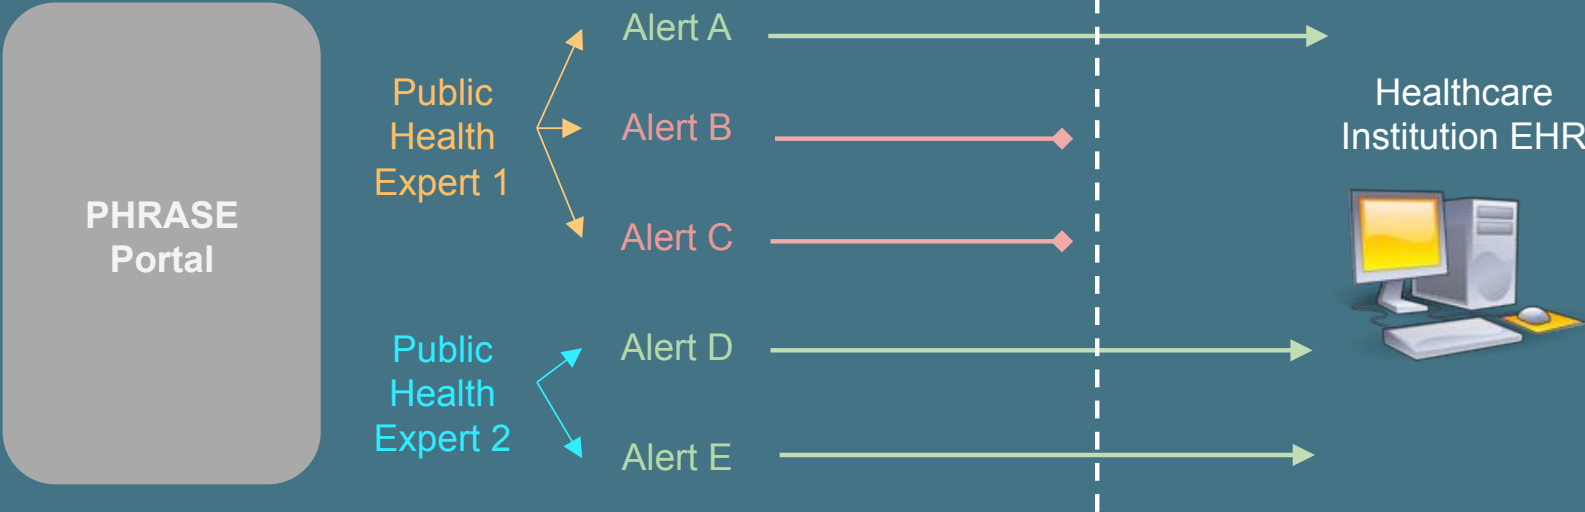 PHRASE
Portal
Public
Health
Expert 1
Alert A
Alert B
Alert C
Public
Health
Expert 2
Alert D
Alert E
Healthcare
Institution EHR